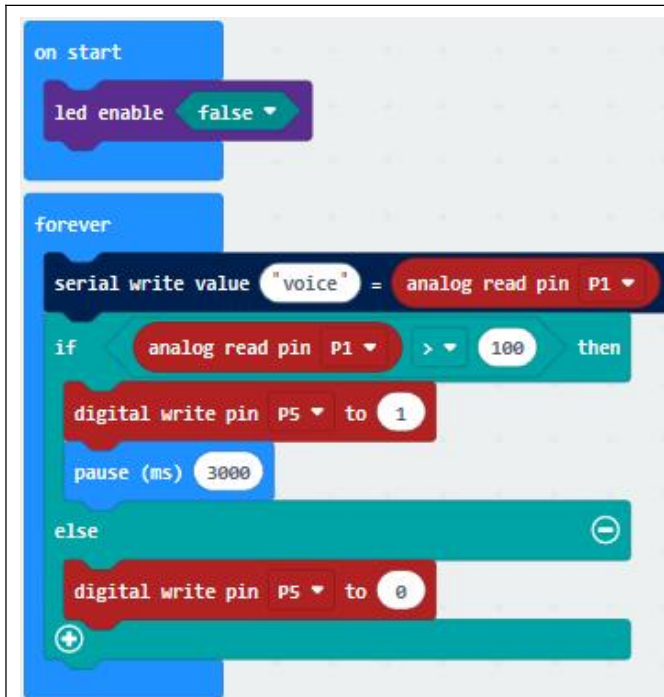 on start
led enable false
forever
serial write value "voice" = analog read pin P1
if analog read pin P1 > 100 then
digital write pin P5 to 1
pause (ms) 3000
else
digital write pin P5 to 0